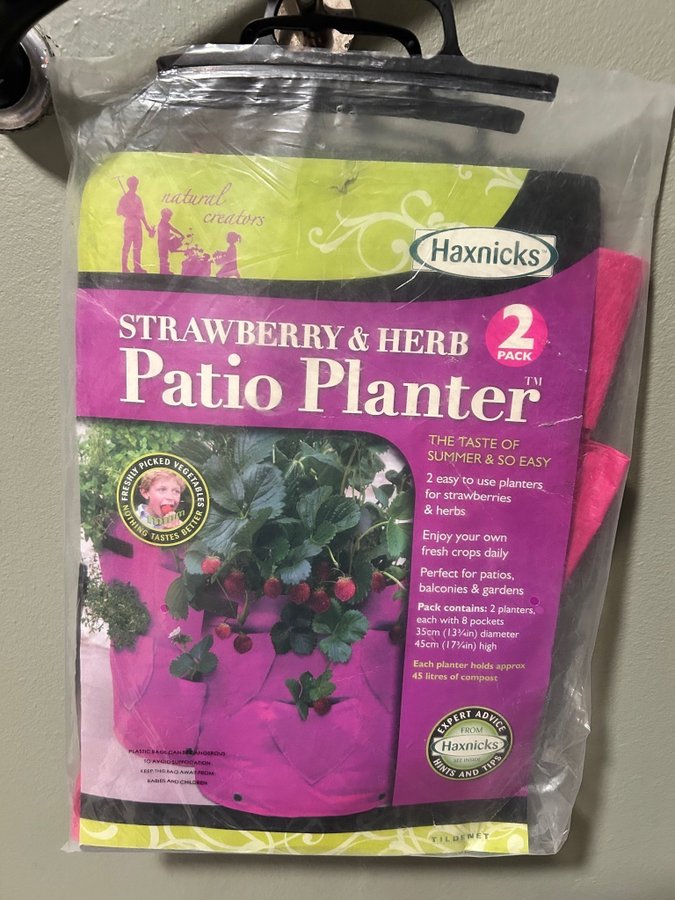 natural
creators
Haxnicks®
STRAWBERRY & HERB
2
PACK
Patio Planter™
THE TASTE OF
SUMMER & SO EASY
FRESHLY PICKED VEGETABLES
NOTHING TASTES BETTER
2 easy to use planters
for strawberries
& herbs
Enjoy your own
fresh crops daily
Perfect for patios,
balconies & gardens
Pack contains: 2 planters,
each with 8 pockets
35cm (13¾in) diameter
45cm (17¾in) high
Each planter holds approx
45 litres of compost
EXPERT ADVICE
FROM
Haxnicks
SEE INSIDE
HINTS AND TIPS
PLASTIC BAGS CAN BE DANGEROUS
TO AVOID SUFFOCATION
KEEP THIS BAG AWAY FROM
BABIES AND CHILDREN
TILDENET